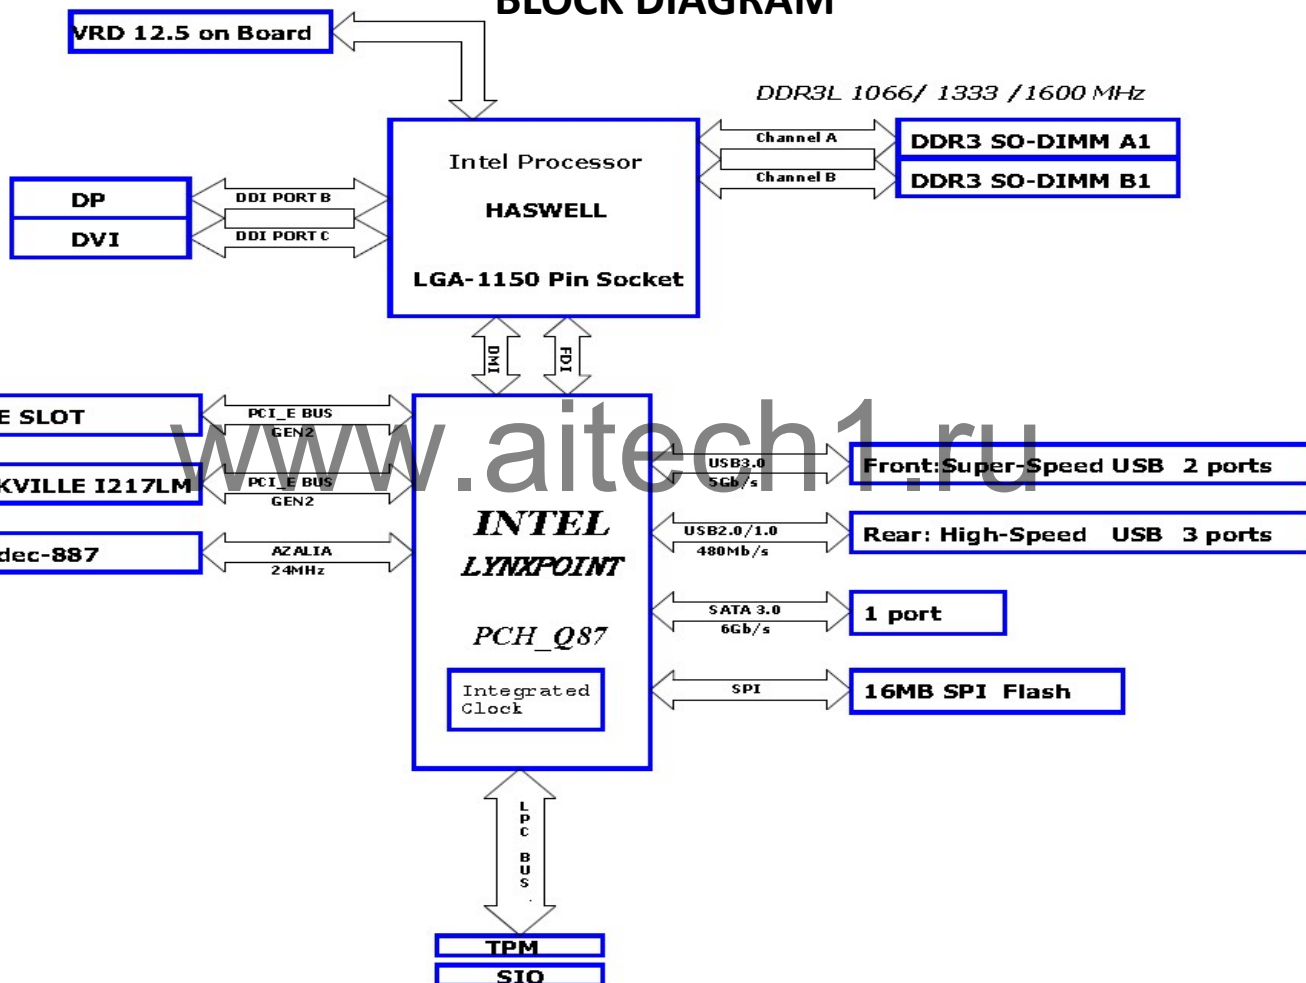 BLOCK DIAGRAM
VRD 12.5 on Board
DDR3L 1066/ 1333 /1600 MHz
Intel Processor
HASWELL
LGA-1150 Pin Socket
Channel A
DDR3 SO-DIMM A1
Channel B
DDR3 SO-DIMM B1
DP
DDI PORT B
DVI
DDI PORT C
DMI
FDI
E SLOT
PCI_E BUS
GEN2
KVILLE I217LM
PCI_E BUS
GEN2
dec-887
AZALIA
24MHz
www.aitech1.ru
INTEL
LYNXPOINT
PCH_Q87
Integrated
Clock
USB3.0
5Gb/s
Front:Super-Speed USB 2 ports
USB2.0/1.0
480Mb/s
Rear: High-Speed USB 3 ports
SATA 3.0
6Gb/s
1 port
SPI
16MB SPI Flash
LPC BUS
TPM
SIO